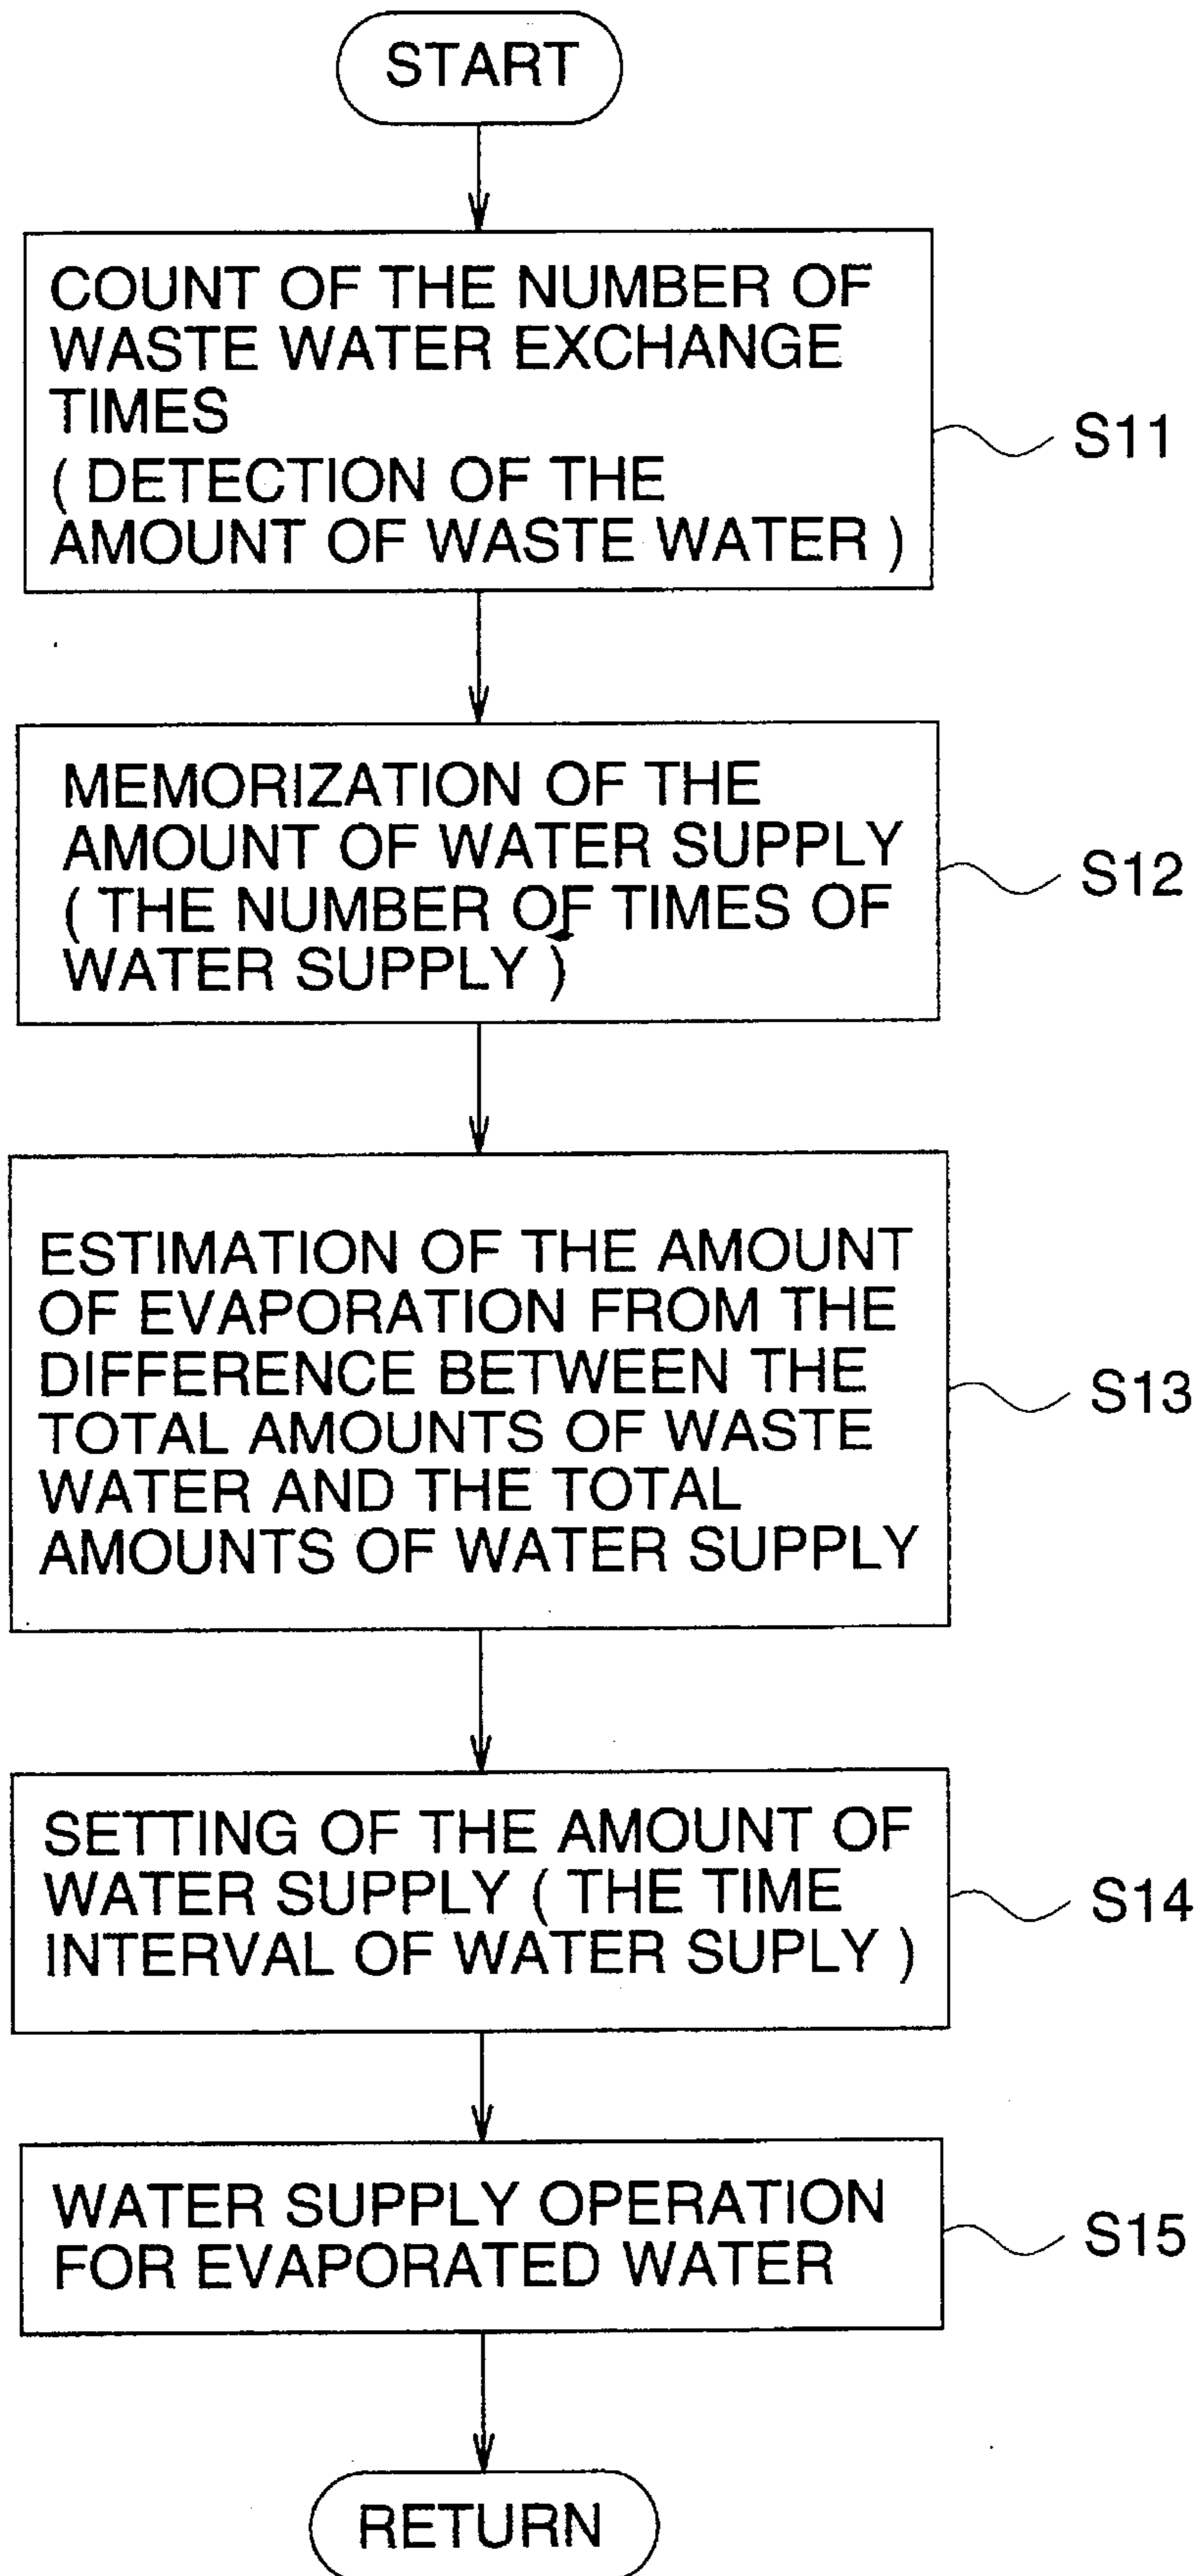 START
COUNT OF THE NUMBER OF
WASTE WATER EXCHANGE
TIMES
( DETECTION OF THE
AMOUNT OF WASTE WATER )
S11
MEMORIZATION OF THE
AMOUNT OF WATER SUPPLY
( THE NUMBER OF TIMES OF
WATER SUPPLY )
S12
ESTIMATION OF THE AMOUNT
OF EVAPORATION FROM THE
DIFFERENCE BETWEEN THE
TOTAL AMOUNTS OF WASTE
WATER AND THE TOTAL
AMOUNTS OF WATER SUPPLY
S13
SETTING OF THE AMOUNT OF
WATER SUPPLY ( THE TIME
INTERVAL OF WATER SUPLY )
S14
WATER SUPPLY OPERATION
FOR EVAPORATED WATER
S15
RETURN